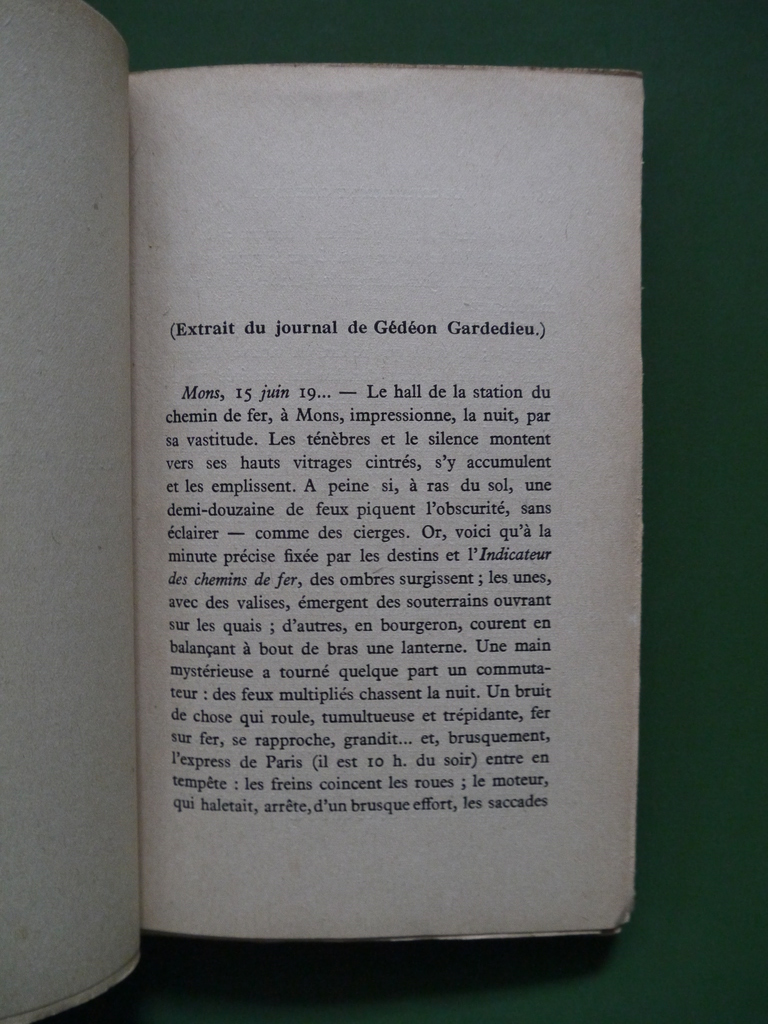 (Extrait du journal de Gédéon Gardedieu.)
Mons, 15 juin 19... — Le hall de la station du
chemin de fer, à Mons, impressionne, la nuit, par
sa vastitude. Les ténèbres et le silence montent
vers ses hauts vitrages cintrés, s'y accumulent
et les emplissent. A peine si, à ras du sol, une
demi-douzaine de feux piquent l'obscurité, sans
éclairer — comme des cierges. Or, voici qu'à la
minute précise fixée par les destins et l'Indicateur
des chemins de fer, des ombres surgissent ; les unes,
avec des valises, émergent des souterrains ouvrant
sur les quais ; d'autres, en bourgeron, courent en
balançant à bout de bras une lanterne. Une main
mystérieuse a tourné quelque part un commuta-
teur : des feux multipliés chassent la nuit. Un bruit
de chose qui roule, tumultueuse et trépidante, fer
sur fer, se rapproche, grandit... et, brusquement,
l'express de Paris (il est 10 h. du soir) entre en
tempête : les freins coincent les roues ; le moteur,
qui haletait, arrête, d'un brusque effort, les saccades